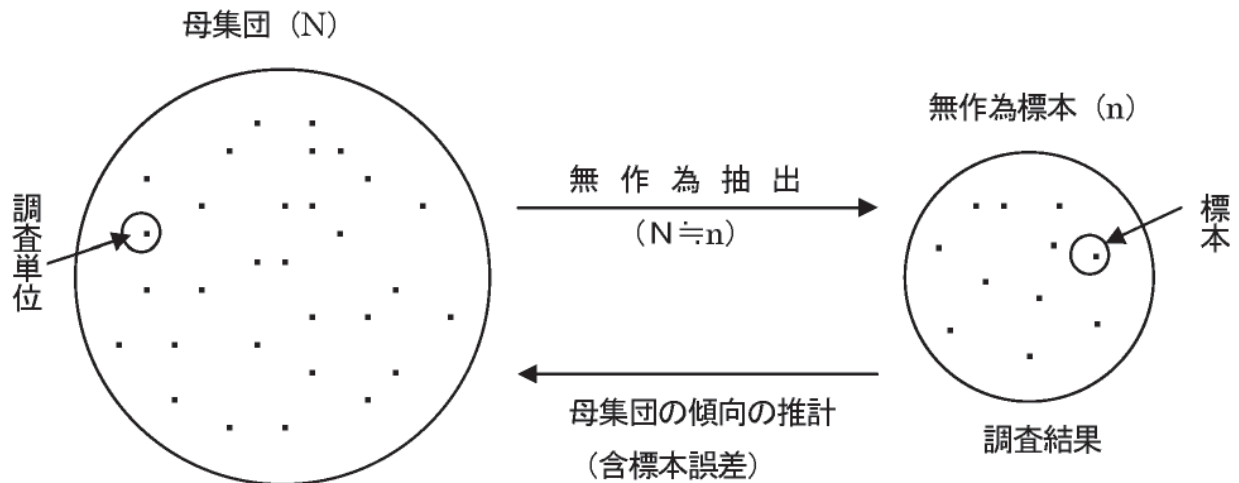 母集団（N）
無作為標本（n）
無作為抽出
（N≒n）
調査単位
標本
母集団の傾向の推計
（含標本誤差）
調査結果